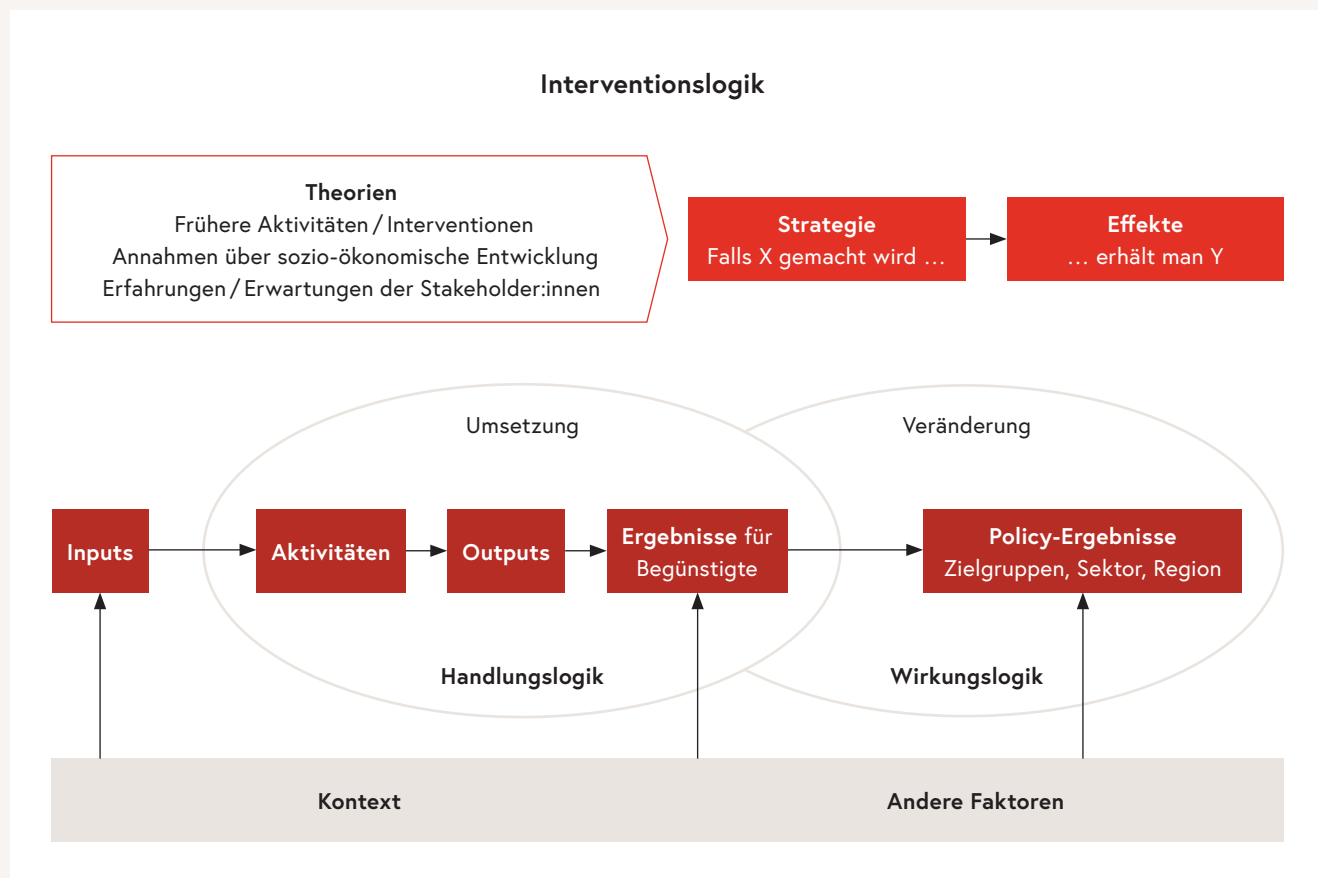 Interventionslogik
Theorien
Frühere Aktivitäten / Interventionen
Annahmen über sozio-ökonomische Entwicklung
Erfahrungen / Erwartungen der Stakeholder:innen
Strategie
Falls X gemacht wird …
Effekte
… erhält man Y
Umsetzung
Veränderung
Inputs
Aktivitäten
Outputs
Ergebnisse für
Begünstigte
Policy-Ergebnisse
Zielgruppen, Sektor, Region
Handlungslogik
Wirkungslogik
Kontext
Andere Faktoren